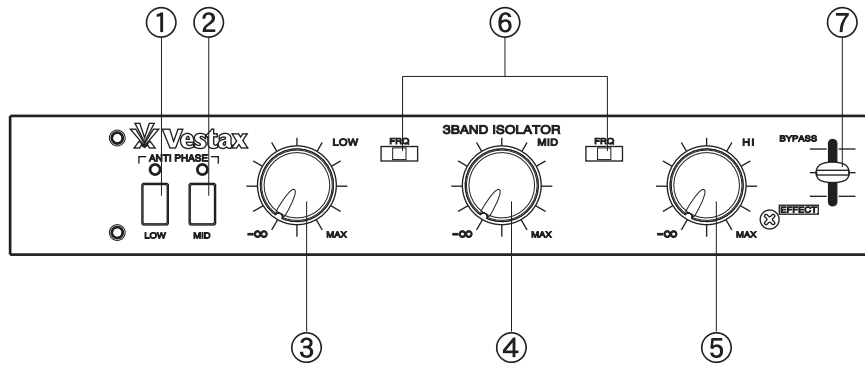 ① ② ⑥ ⑦
Vestax
ANTI PHASE
LOW
MID
LOW
-∞
MAX
FRQ
3BAND ISOLATOR
MID
-∞
MAX
FRQ
HI
-∞
MAX
BYPASS
EFFECT
③ ④ ⑤